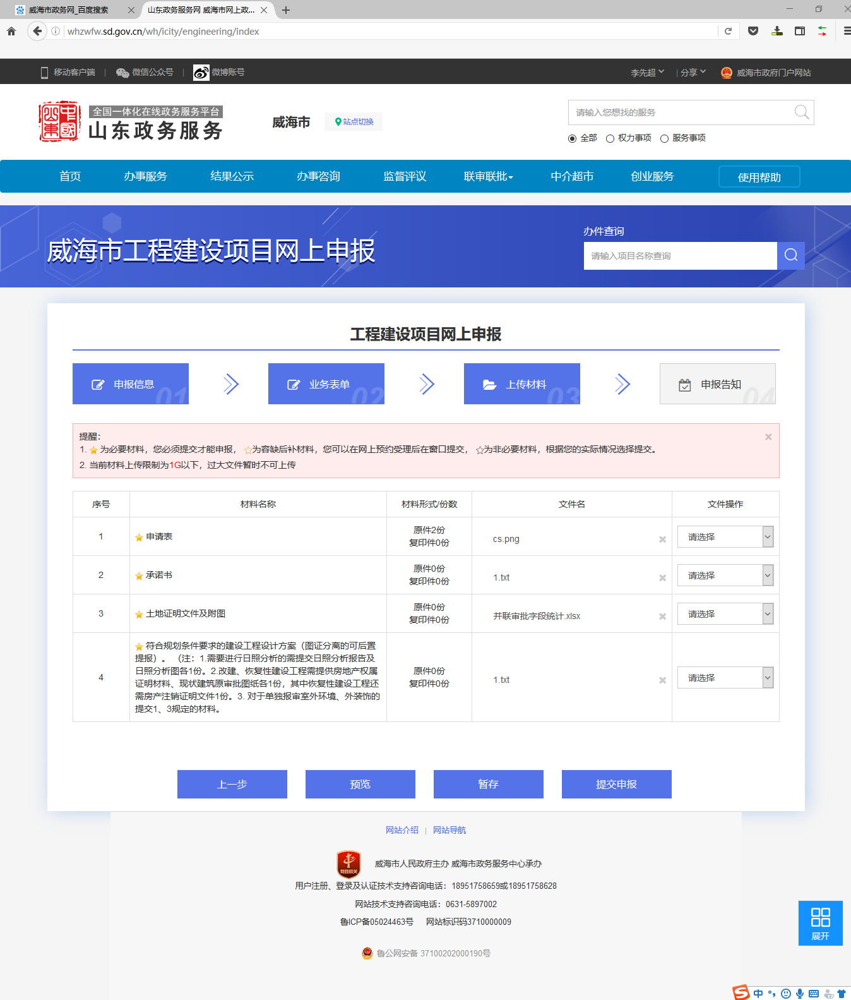 威海市政务网_百度搜索
山东政务服务网 威海市网上政...
whzwfw.sd.gov.cn/wh/icity/engineering/index
移动客户端 | 微信公众号 | 微博账号
李先超 | 分享 威海市政府门户网站
全国一体化在线政务服务平台
山东政务服务
威海市 站点切换
请输入您想找的服务
全部 权力事项 服务事项
首页 办事服务 结果公示 办事咨询 监督评议 联审联批 中介超市 创业服务 使用帮助
威海市工程建设项目网上申报
办件查询
请输入项目名称查询
工程建设项目网上申报
申报信息 01 业务表单 02 上传材料 03 申报告知 04
提醒：
1. 为必要材料，您必须提交才能申报， 为容缺后补材料，您可以在网上预约受理后在窗口提交， 为非必要材料，根据您的实际情况选择提交。
2. 当前材料上传限制为1G以下，过大文件暂时不可上传
序号 材料名称 材料形式/份数 文件名 文件操作
1 申请表 原件2份 复印件0份 cs.png 请选择
2 承诺书 原件0份 复印件0份 1.txt 请选择
3 土地证明文件及附图 原件0份 复印件0份 并联审批字段统计.xlsx 请选择
符合规划条件要求的建设工程设计方案（图证分离的可后置
提报）。（注：1.需要进行日照分析的需提交日照分析报告及
日照分析图各1份。2.改建、恢复性建设工程需提供房地产权属
4 证明材料、现状建筑原审批图纸各1份，其中恢复性建设工程还 原件0份 复印件0份 1.txt 请选择
需房产注销证明文件1份。3. 对于单独报审室外环境、外装饰的
提交1、3规定的材料。
上一步 预览 暂存 提交申报
网站介绍 | 网站导航
党政机关
威海市人民政府主办 威海市政务服务中心承办
用户注册、登录及认证技术支持咨询电话：18951758659或18951758628
网站技术支持咨询电话：0631-5897002
鲁ICP备05024463号 网站标识码3710000009
展开
鲁公网安备 37100202000190号
中